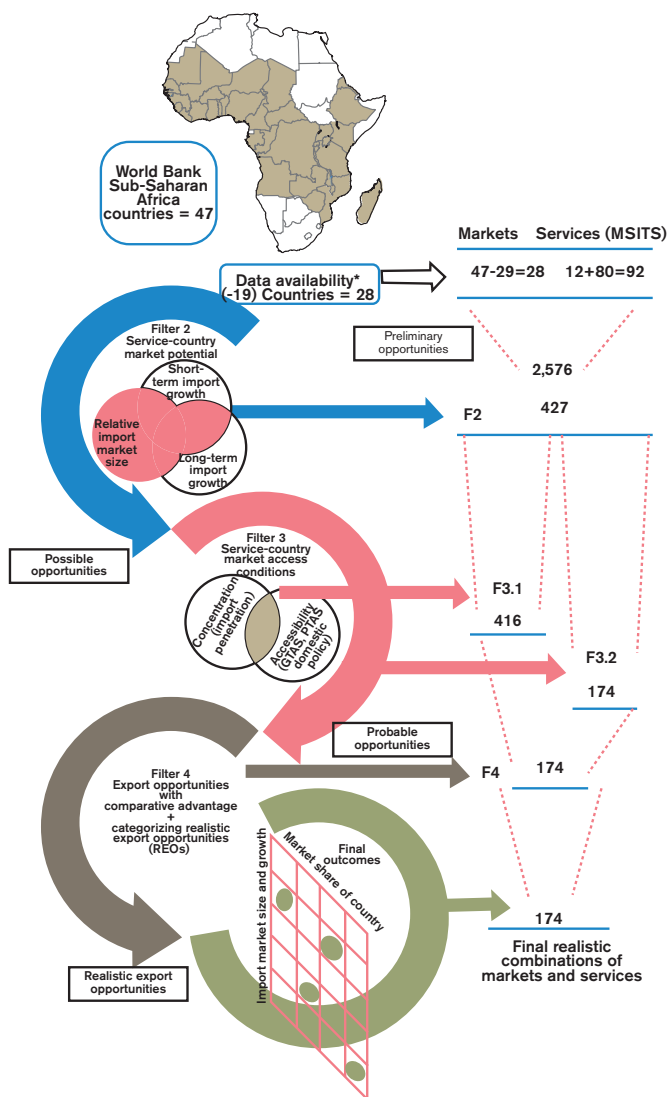 World Bank
Sub-Saharan
Africa
countries = 47
Markets Services (MSITS)
47-29=28 12+80=92
Data availability*
(-19) Countries = 28
Preliminary
opportunities
2,576
Filter 2
Service-country
market potential
Short-
term import
growth
Relative
import
market
size
Long-term
import
growth
F2
427
Possible
opportunities
Filter 3
Service-country
market access
conditions
Concentration
(import
penetration)
Accessibility
(GTAS, PTAS
domestic
policy)
F3.1
416
F3.2
174
Probable
opportunities
Filter 4
Export opportunities
with
comparative advantage
+
categorizing realistic
export opportunities
(REOs)
F4
174
Final
outcomes
Market share of country
Import market size and growth
Realistic export
opportunities
174
Final realistic
combinations of
markets and services